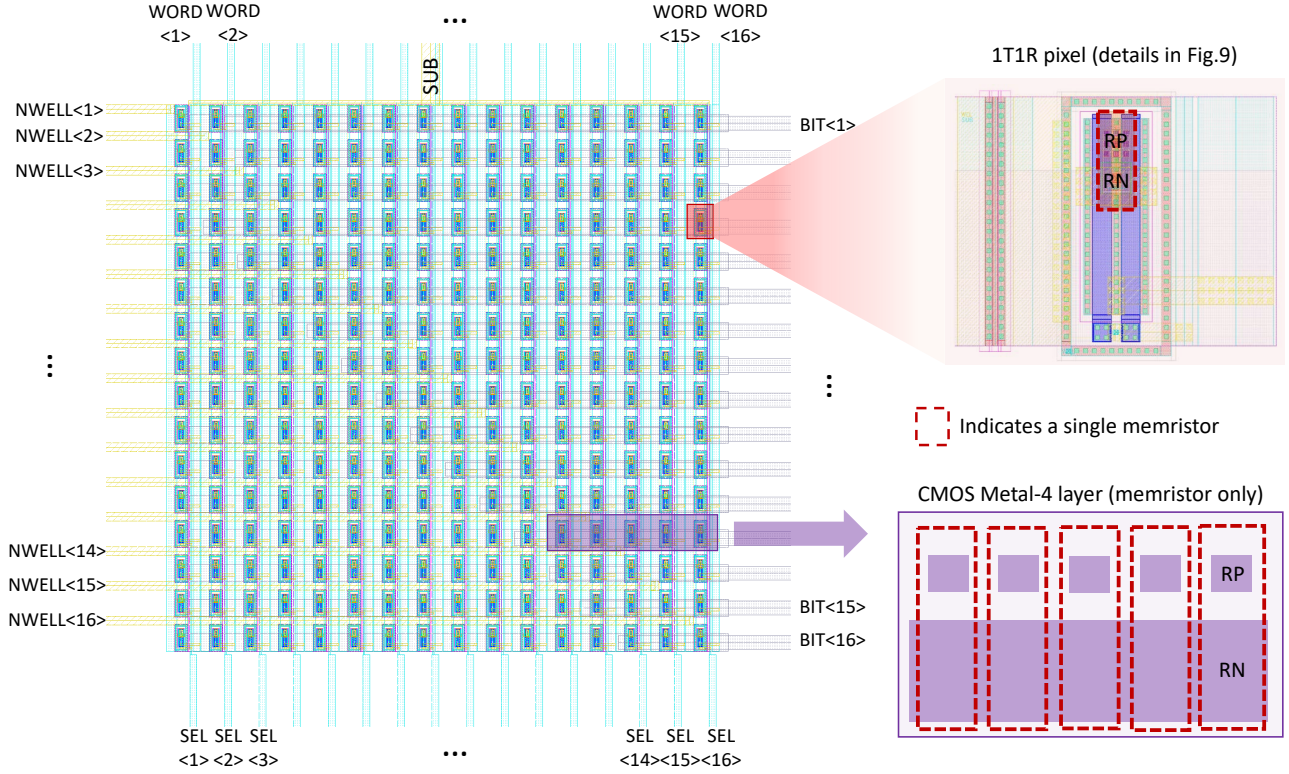 WORD WORD ... WORD WORD
<1> <2> <15> <16>
SUB
1T1R pixel (details in Fig.9)
NWELL<1>
NWELL<2>
NWELL<3>
BIT<1>
RP
RN
...
...
Indicates a single memristor
CMOS Metal-4 layer (memristor only)
NWELL<14>
NWELL<15>
NWELL<16>
BIT<15>
BIT<16>
RP
RN
SEL SEL SEL ... SEL SEL SEL
<1> <2> <3> <14> <15> <16>